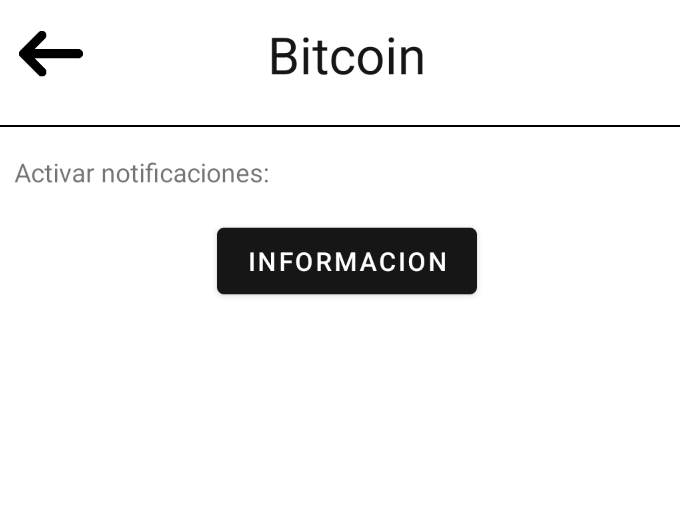 Bitcoin
Activar notificaciones:
INFORMACION